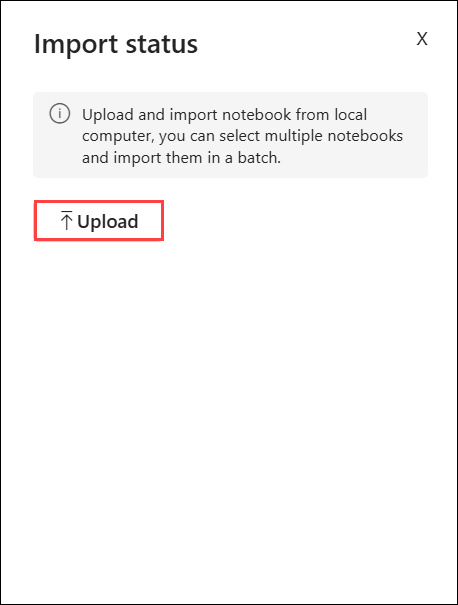 Import status
X
Upload and import notebook from local
computer, you can select multiple notebooks
and import them in a batch.
Upload